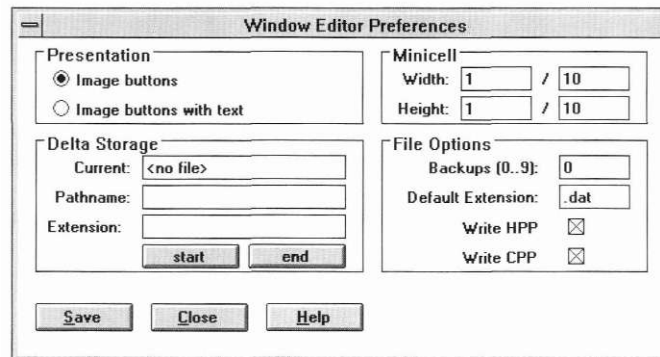 Window Editor Preferences
Presentation
Image buttons
Image buttons with text
Minicell
Width: 1 / 10
Height: 1 / 10
Delta Storage
Current: <no file>
Pathname:
Extension:
start end
File Options
Backups (0..9): 0
Default Extension: .dat
Write HPP
Write CPP
Save Close Help